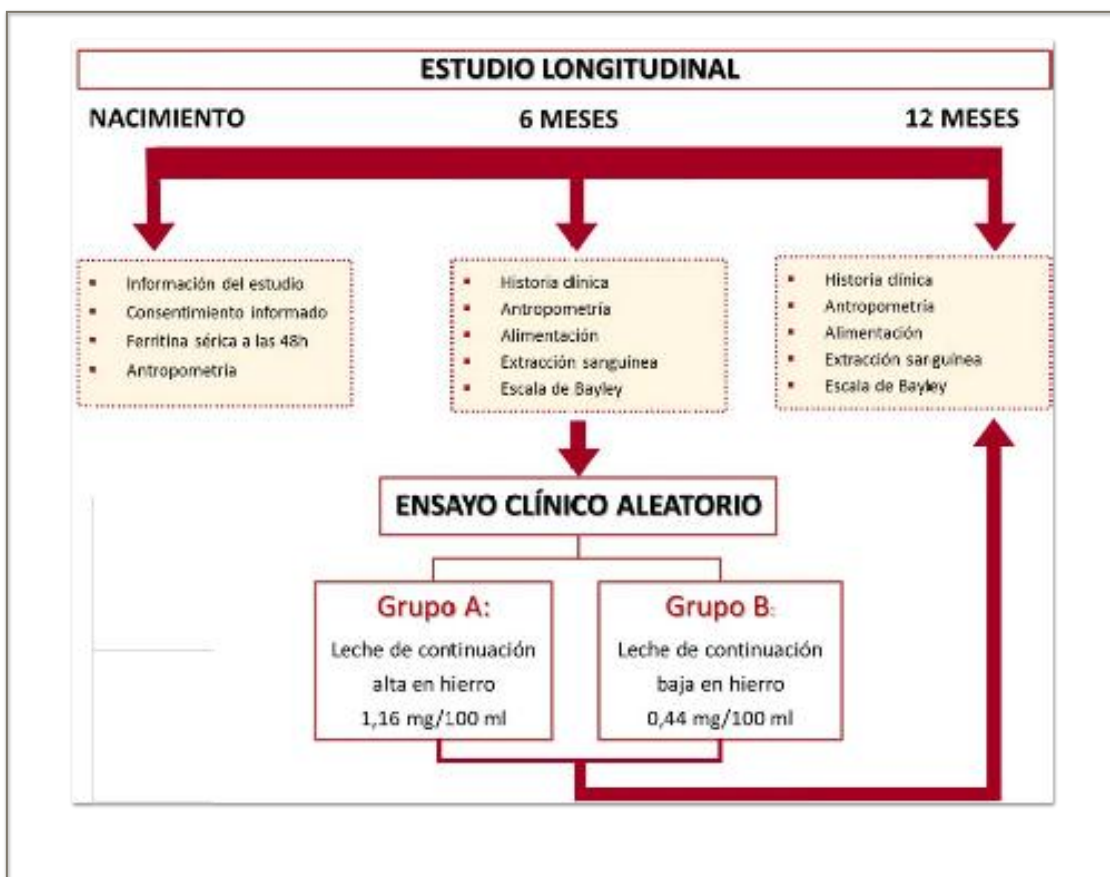 ESTUDIO LONGITUDINAL
NACIMIENTO
6 MESES
12 MESES
Información del estudio
Consentimiento informado
Ferritina sérica a las 48h
Antropometría
Historia clínica
Antropometría
Alimentación
Extracción sanguínea
Escala de Bayley
Historia clínica
Antropometría
Alimentación
Extracción sanguínea
Escala de Bayley
ENSAYO CLÍNICO ALEATORIO
Grupo A:
Leche de continuación
alta en hierro
1,16 mg/100 ml
Grupo B:
Leche de continuación
baja en hierro
0,44 mg/100 ml